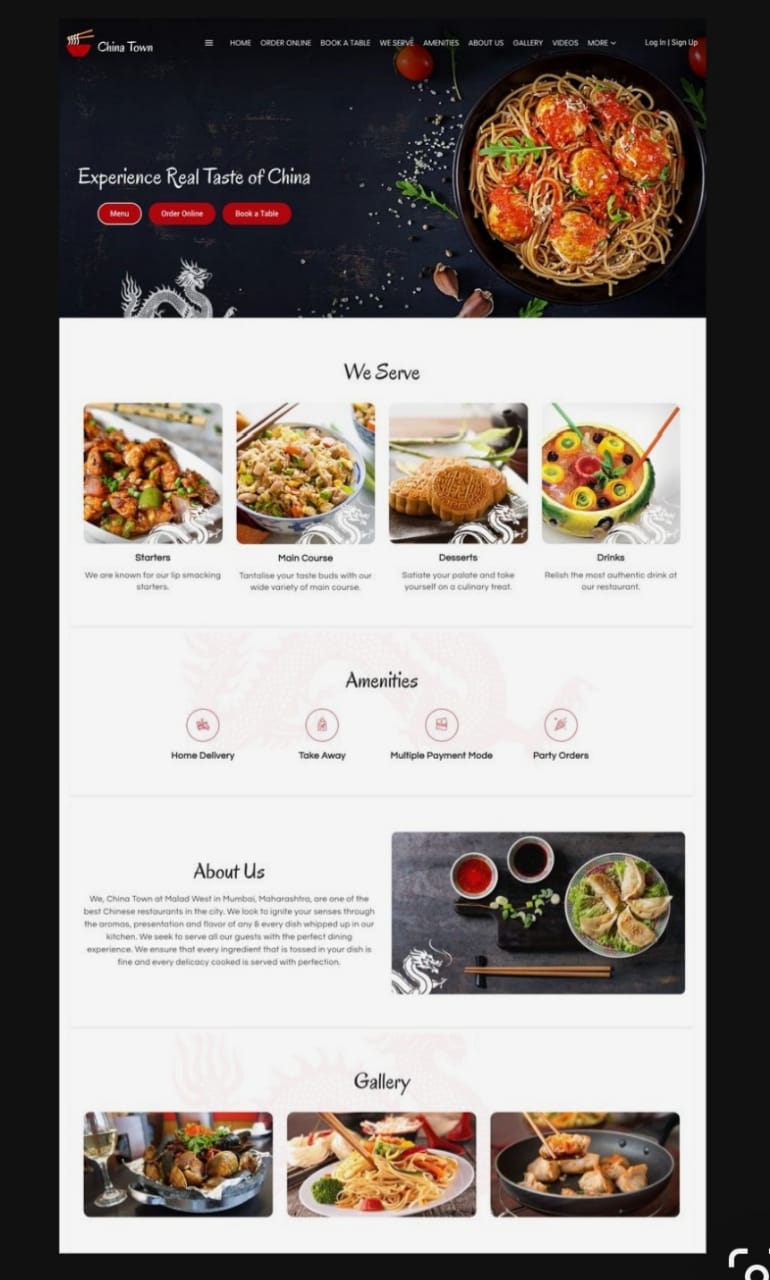 China Town
HOME ORDER ONLINE BOOK A TABLE WE SERVE AMENITIES ABOUT US GALLERY VIDEOS MORE
Log In | Sign Up
Experience Real Taste of China
Menu Order Online Book a Table
We Serve
Starters
We are known for our lip smacking
starters.
Main Course
Tantalise your taste buds with our
wide variety of main course.
Desserts
Satiate your palate and take
yourself on a culinary treat.
Drinks
Relish the most authentic drink at
our restaurant.
Amenities
Home Delivery Take Away Multiple Payment Mode Party Orders
About Us
We, China Town at Malad West in Mumbai, Maharashtra, are one of the
best Chinese restaurants in the city. We look to ignite your senses through
the aromas, presentation and flavor of any & every dish whipped up in our
kitchen. We seek to serve all our guests with the perfect dining
experience. We ensure that every ingredient that is tossed in your dish is
fine and every delicacy cooked is served with perfection.
Gallery